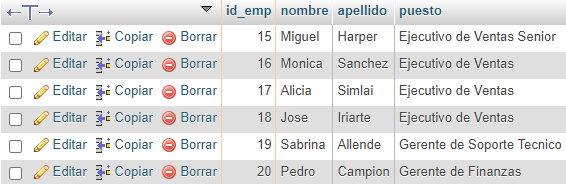 id_emp nombre apellido puesto
Editar Copiar Borrar 15 Miguel Harper Ejecutivo de Ventas Senior
Editar Copiar Borrar 16 Monica Sanchez Ejecutivo de Ventas
Editar Copiar Borrar 17 Alicia Simlai Ejecutivo de Ventas
Editar Copiar Borrar 18 Jose Iriarte Ejecutivo de Ventas
Editar Copiar Borrar 19 Sabrina Allende Gerente de Soporte Tecnico
Editar Copiar Borrar 20 Pedro Campion Gerente de Finanzas